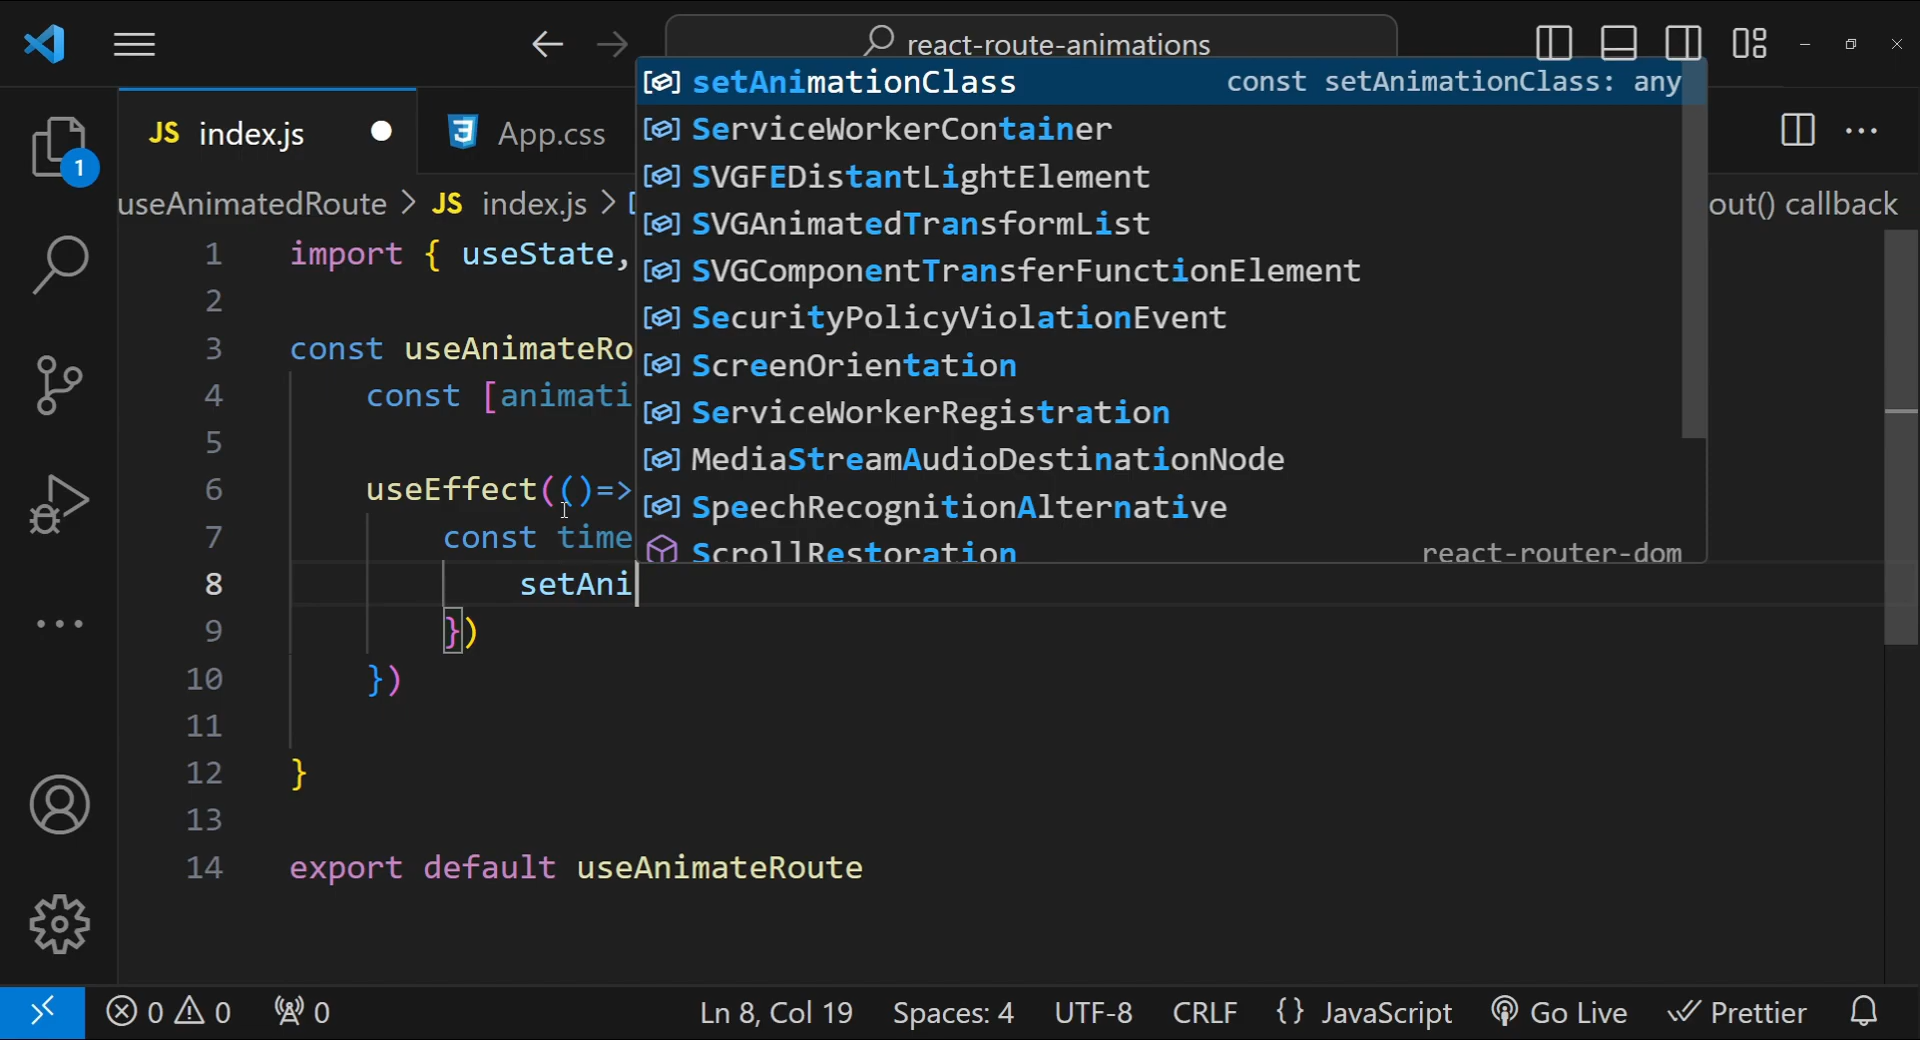 react-route-animations
JS index.js
App.css
1
useAnimatedRoute > JS index.js >
out() callback
setAnimationClass const setAnimationClass: any
ServiceWorkerContainer
SVGFEDistantLightElement
SVGAnimatedTransformList
SVGComponentTransferFunctionElement
SecurityPolicyViolationEvent
ScreenOrientation
ServiceWorkerRegistration
MediaStreamAudioDestinationNode
SpeechRecognitionAlternative
ScrollRestoration react-router-dom
1 import { useState,
2
3 const useAnimateRo
4 const [animati
5
6 useEffect(()=>
7 const time
8 setAni
9 })
10 })
11
12 }
13
14 export default useAnimateRoute
0 0 0 Ln 8, Col 19 Spaces: 4 UTF-8 CRLF {} JavaScript Go Live Prettier